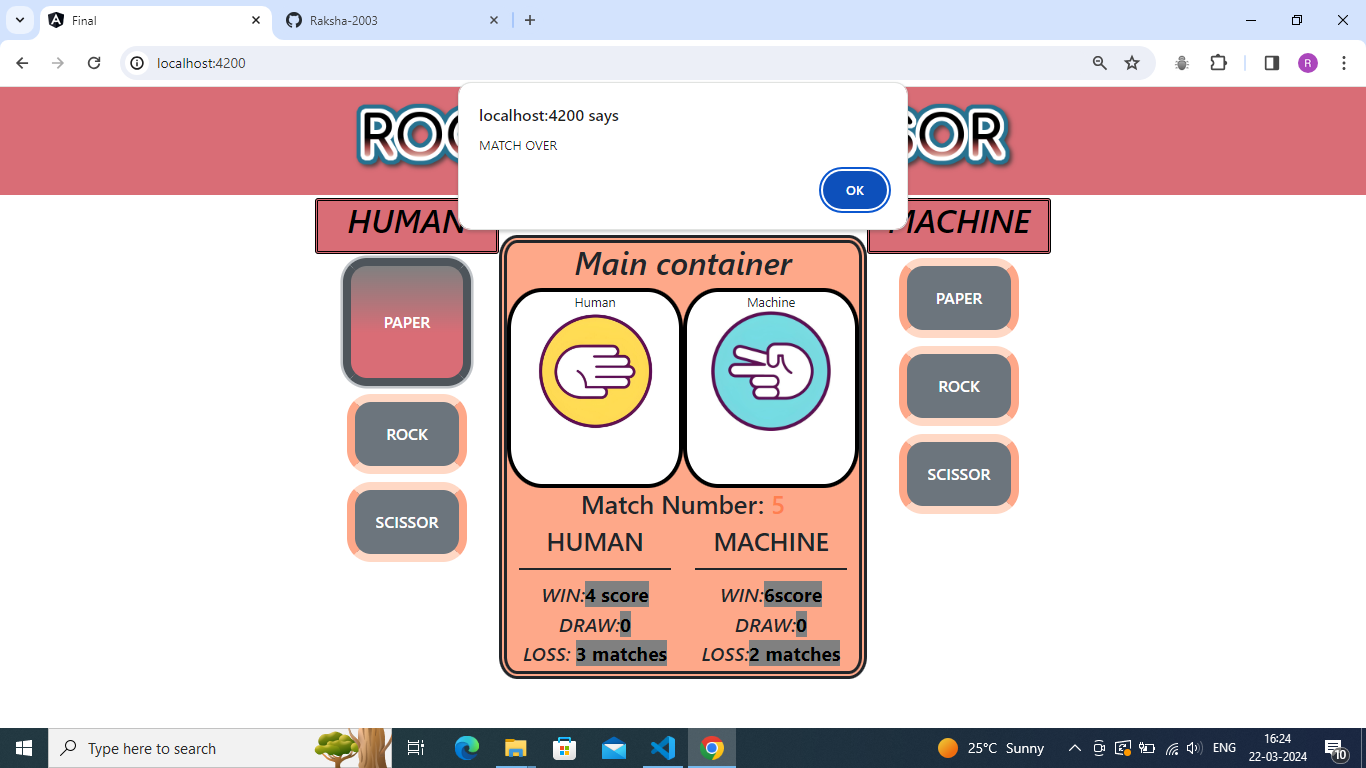 Final
Raksha-2003
localhost:4200
R
ROC
SOR
localhost:4200 says
MATCH OVER
OK
HUMAN
MACHINE
Main container
PAPER
ROCK
SCISSOR
Human
Machine
PAPER
ROCK
SCISSOR
Match Number: 5
HUMAN
MACHINE
WIN:4 score
WIN:6score
DRAW:0
DRAW:0
LOSS: 3 matches
LOSS:2 matches
Type here to search
25°C Sunny
ENG
16:24
22-03-2024
10